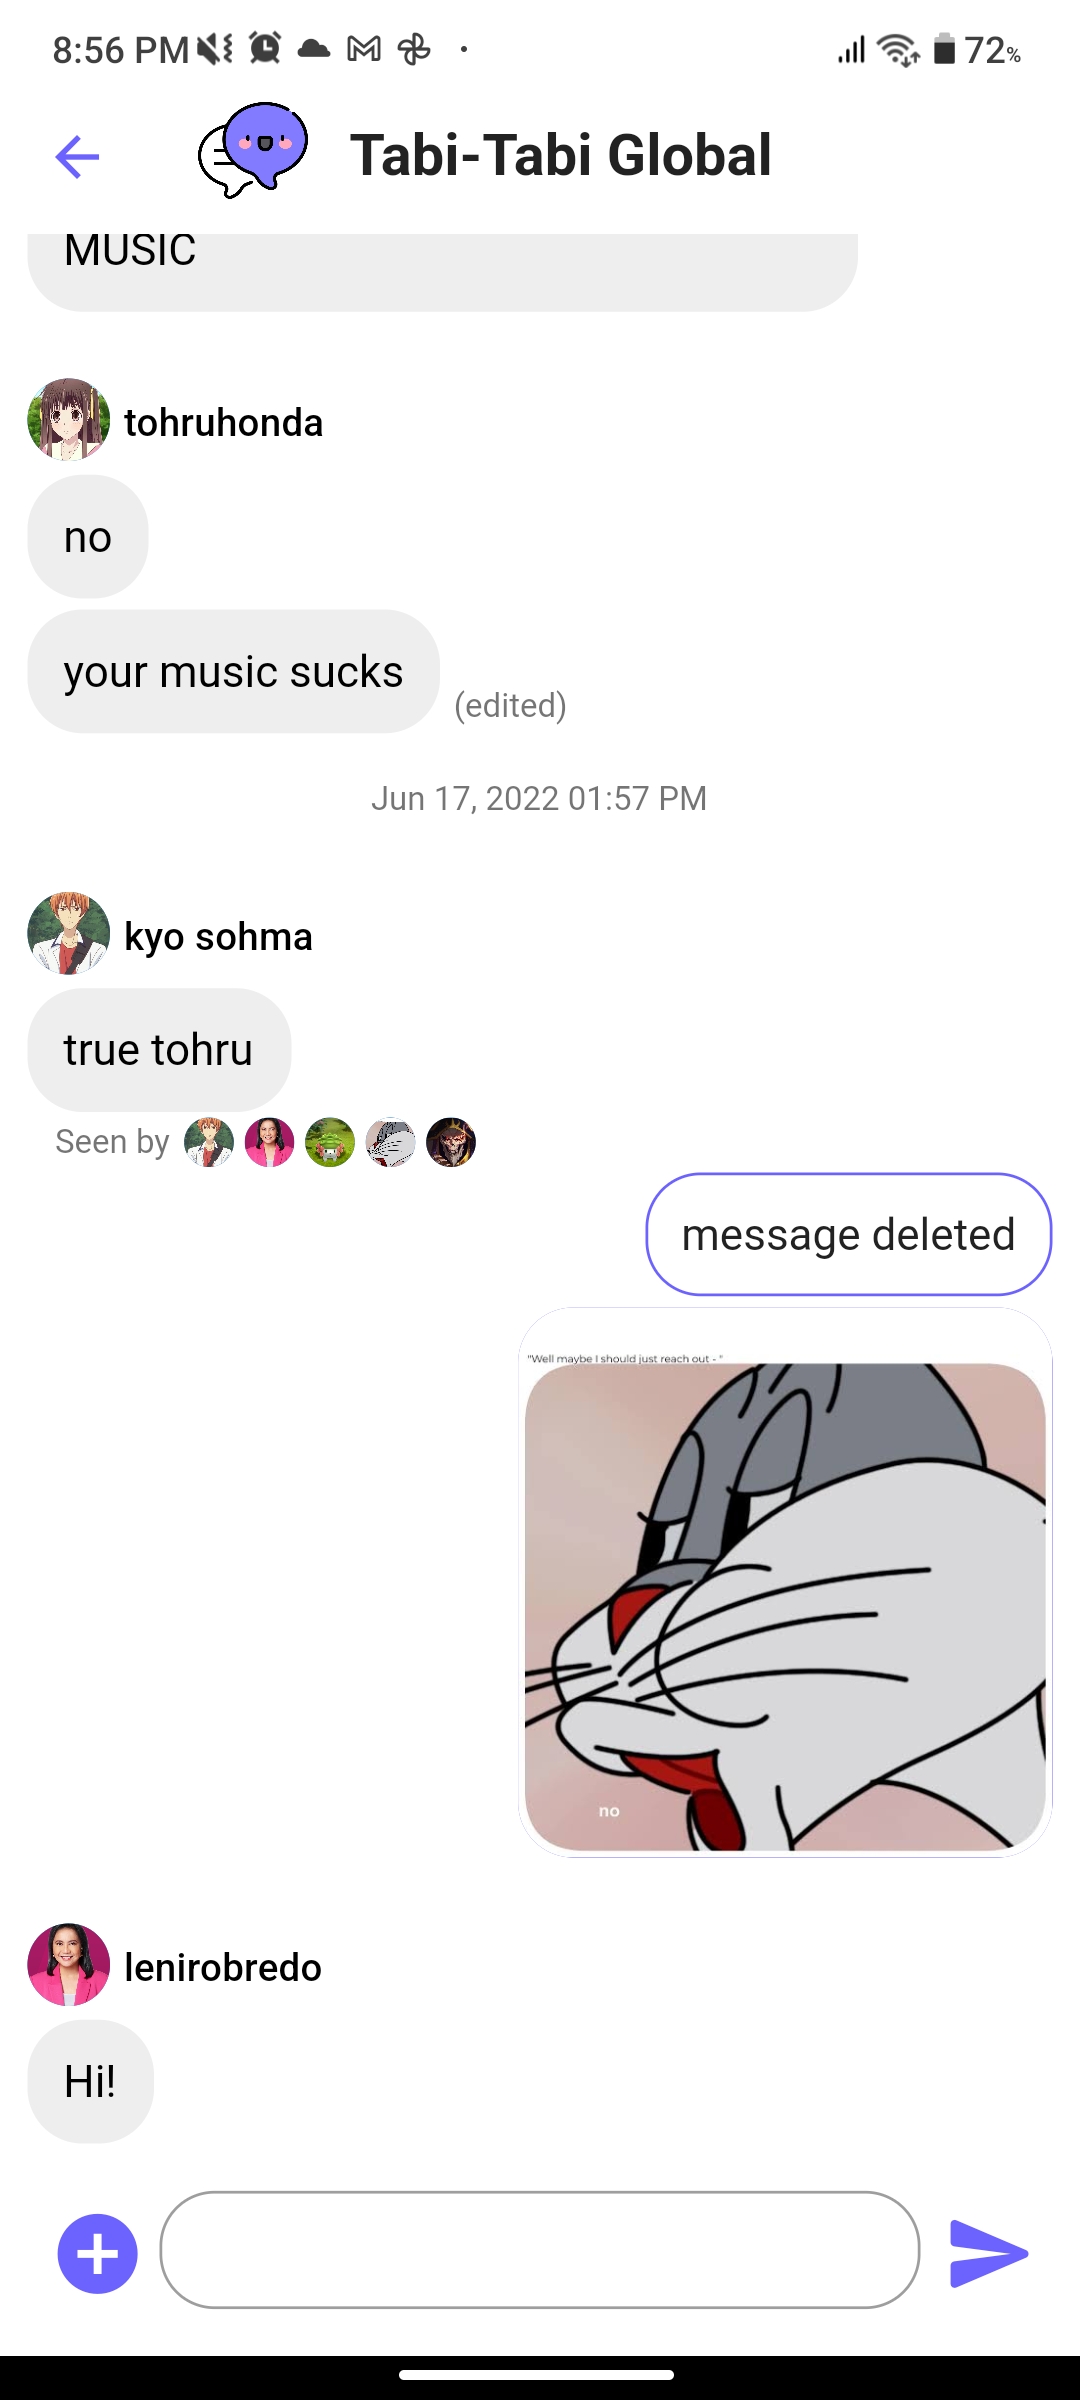 8:56 PM
72%
Tabi-Tabi Global
MUSIC
tohruhonda
no
your music sucks
(edited)
Jun 17, 2022 01:57 PM
kyo sohma
true tohru
Seen by
message deleted
"Well maybe I should just reach out - "
no
lenirobredo
Hi!